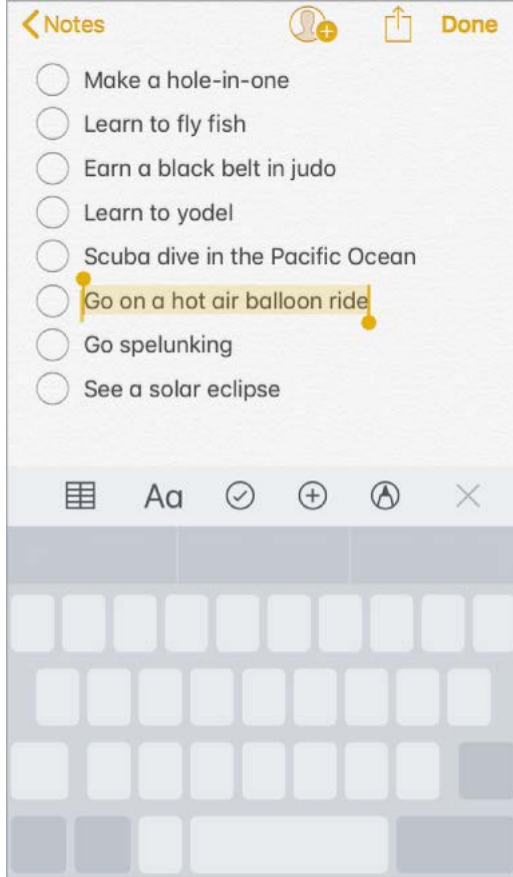 Notes
Done
Make a hole-in-one
Learn to fly fish
Earn a black belt in judo
Learn to yodel
Scuba dive in the Pacific Ocean
Go on a hot air balloon ride
Go spelunking
See a solar eclipse
Aa